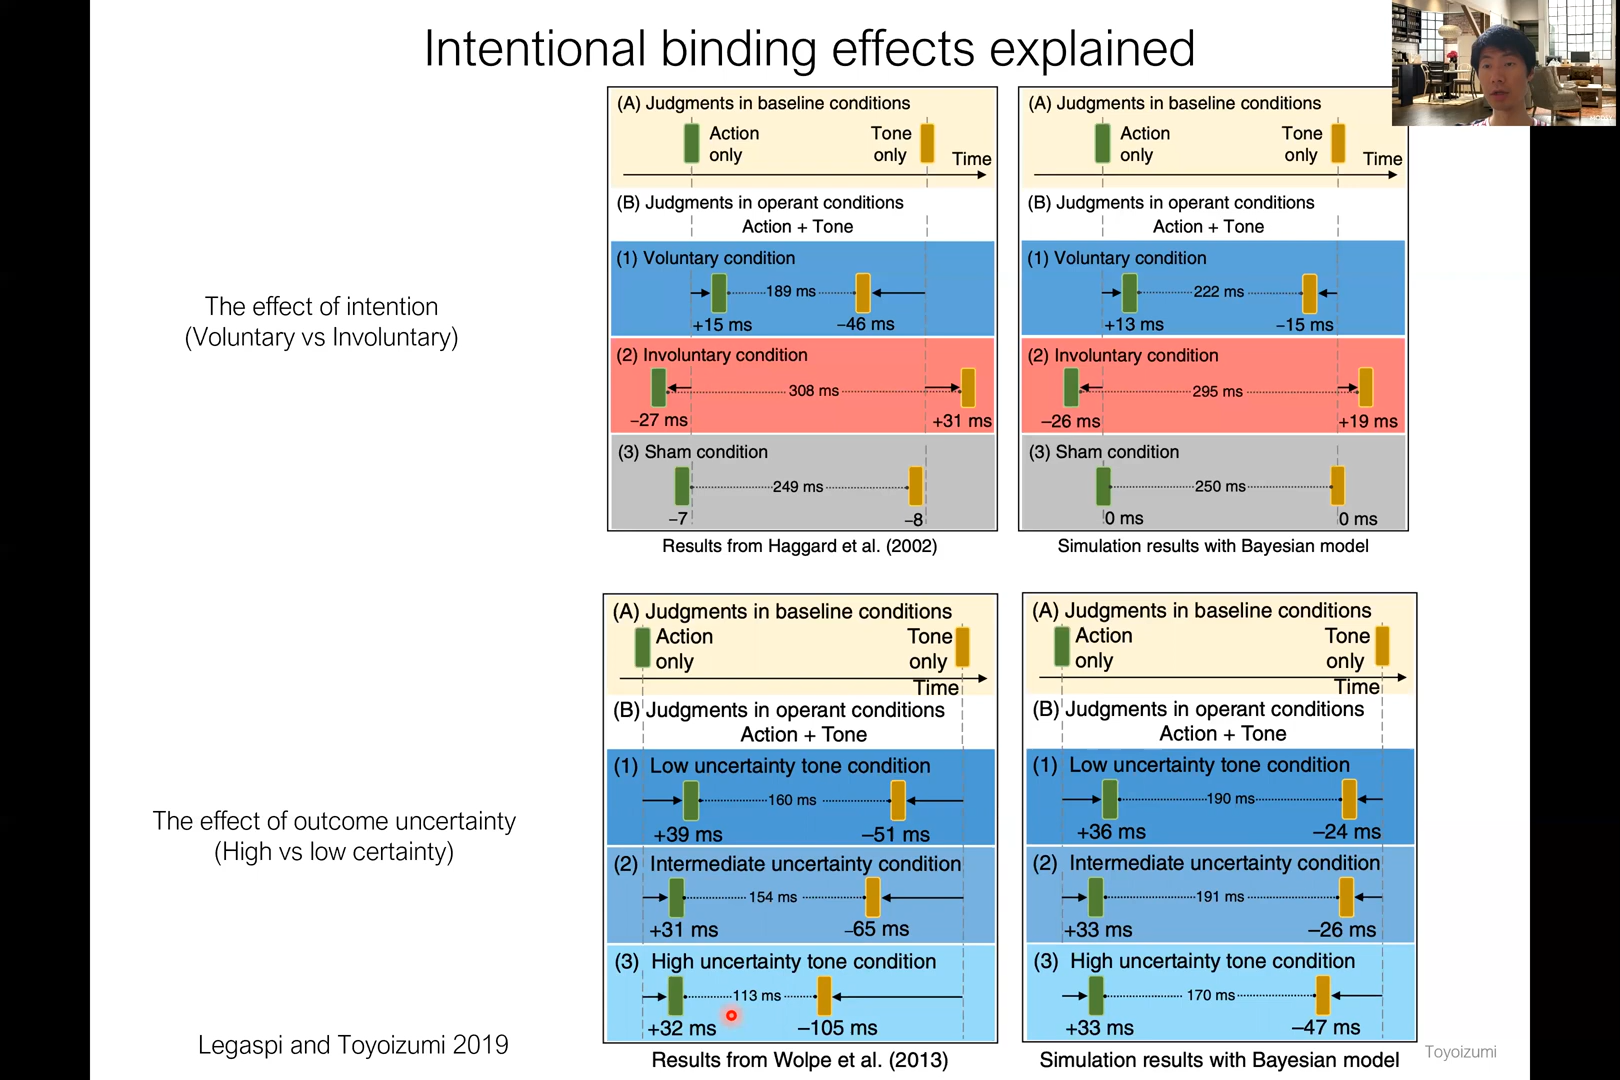 Intentional binding effects explained
The effect of intention
(Voluntary vs Involuntary)
(A) Judgments in baseline conditions
Action only
Tone only
Time
(B) Judgments in operant conditions
Action + Tone
(1) Voluntary condition
189 ms
+15 ms
−46 ms
(2) Involuntary condition
308 ms
−27 ms
+31 ms
(3) Sham condition
249 ms
−7
−8
Results from Haggard et al. (2002)
(A) Judgments in baseline conditions
Action only
Tone only
Time
(B) Judgments in operant conditions
Action + Tone
(1) Voluntary condition
222 ms
+13 ms
−15 ms
(2) Involuntary condition
295 ms
−26 ms
+19 ms
(3) Sham condition
250 ms
0 ms
0 ms
Simulation results with Bayesian model
The effect of outcome uncertainty
(High vs low certainty)
(A) Judgments in baseline conditions
Action only
Tone only
Time
(B) Judgments in operant conditions
Action + Tone
(1) Low uncertainty tone condition
160 ms
+39 ms
−51 ms
(2) Intermediate uncertainty condition
154 ms
+31 ms
−65 ms
(3) High uncertainty tone condition
113 ms
+32 ms
−105 ms
Results from Wolpe et al. (2013)
(A) Judgments in baseline conditions
Action only
Tone only
Time
(B) Judgments in operant conditions
Action + Tone
(1) Low uncertainty tone condition
190 ms
+36 ms
−24 ms
(2) Intermediate uncertainty condition
191 ms
+33 ms
−26 ms
(3) High uncertainty tone condition
170 ms
+33 ms
−47 ms
Simulation results with Bayesian model
Legaspi and Toyoizumi 2019
Toyoizumi